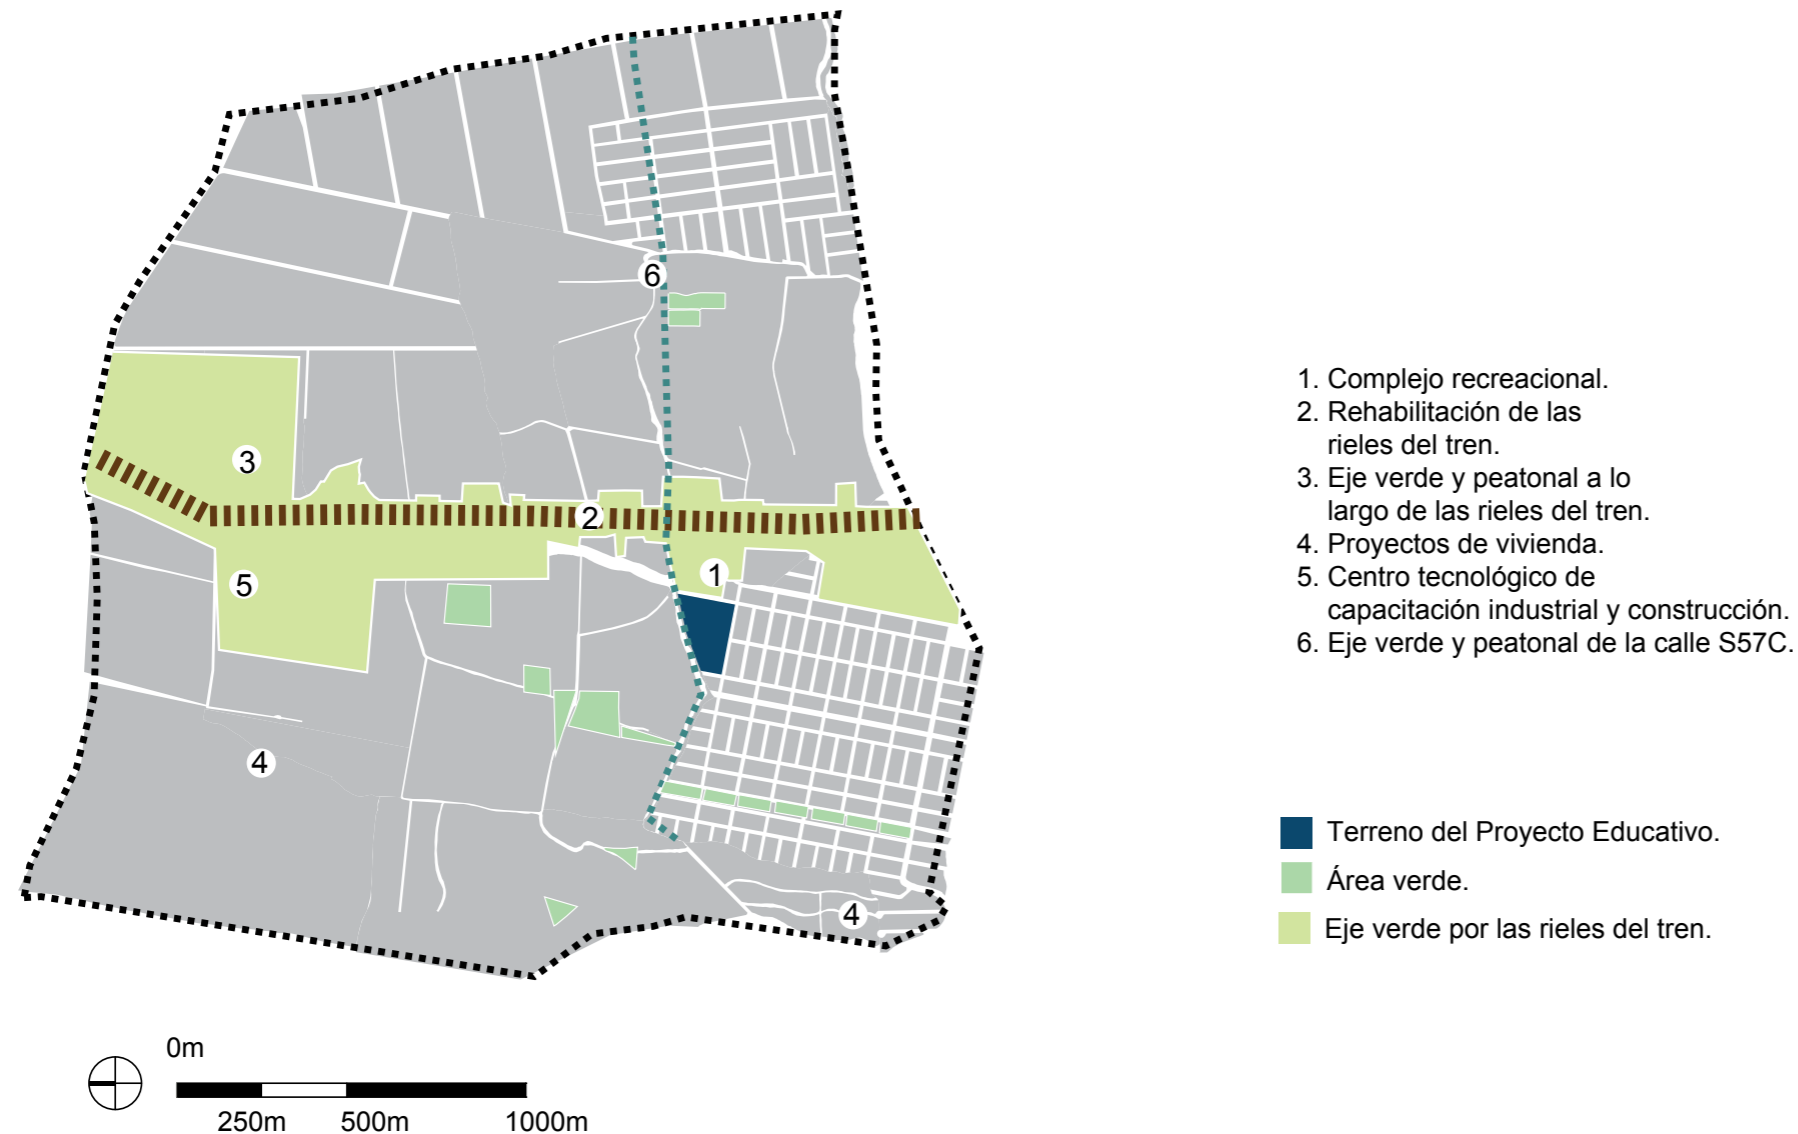 6
3
2
1
5
4
4
1. Complejo recreacional.
2. Rehabilitación de las
rieles del tren.
3. Eje verde y peatonal a lo
largo de las rieles del tren.
4. Proyectos de vivienda.
5. Centro tecnológico de
capacitación industrial y construcción.
6. Eje verde y peatonal de la calle S57C.
Terreno del Proyecto Educativo.
Área verde.
Eje verde por las rieles del tren.
0m
250m 500m 1000m